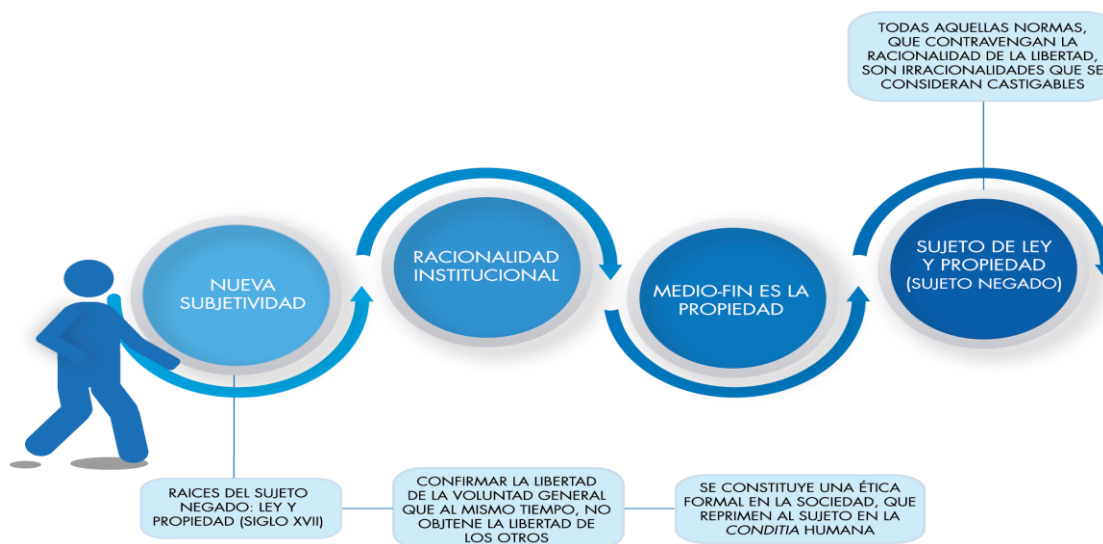 TODAS AQUELLAS NORMAS,
QUE CONTRAVENGAN LA
RACIONALIDAD DE LA LIBERTAD,
SON IRRACIONALIDADES QUE SE
CONSIDERAN CASTIGABLES
NUEVA
SUBJETIVIDAD
RACIONALIDAD
INSTITUCIONAL
MEDIO-FIN ES LA
PROPIEDAD
SUJETO DE LEY
Y PROPIEDAD
(SUJETO NEGADO)
RAICES DEL SUJETO
NEGADO: LEY Y
PROPIEDAD (SIGLO XVII)
CONFIRMAR LA LIBERTAD
DE LA VOLUNTAD GENERAL
QUE AL MISMO TIEMPO, NO
OBJTENE LA LIBERTAD DE
LOS OTROS
SE CONSTITUYE UNA ÉTICA
FORMAL EN LA SOCIEDAD, QUE
REPRIMEN AL SUJETO EN LA
CONDITIA HUMANA